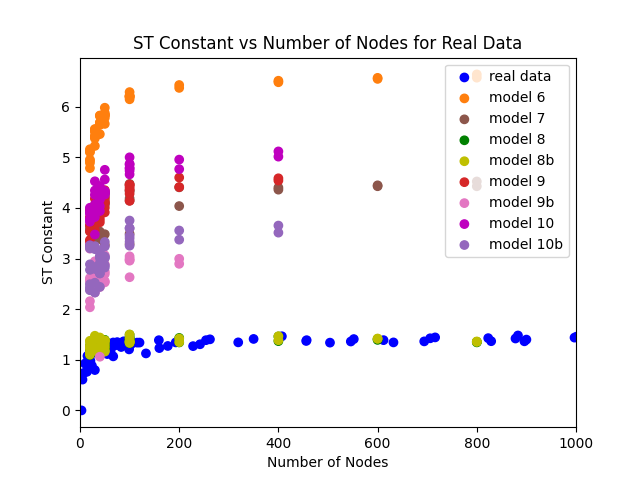 ST Constant vs Number of Nodes for Real Data
ST Constant
6
5
4
3
2
1
0
0
200
400
600
800
1000
Number of Nodes
real data
model 6
model 7
model 8
model 8b
model 9
model 9b
model 10
model 10b